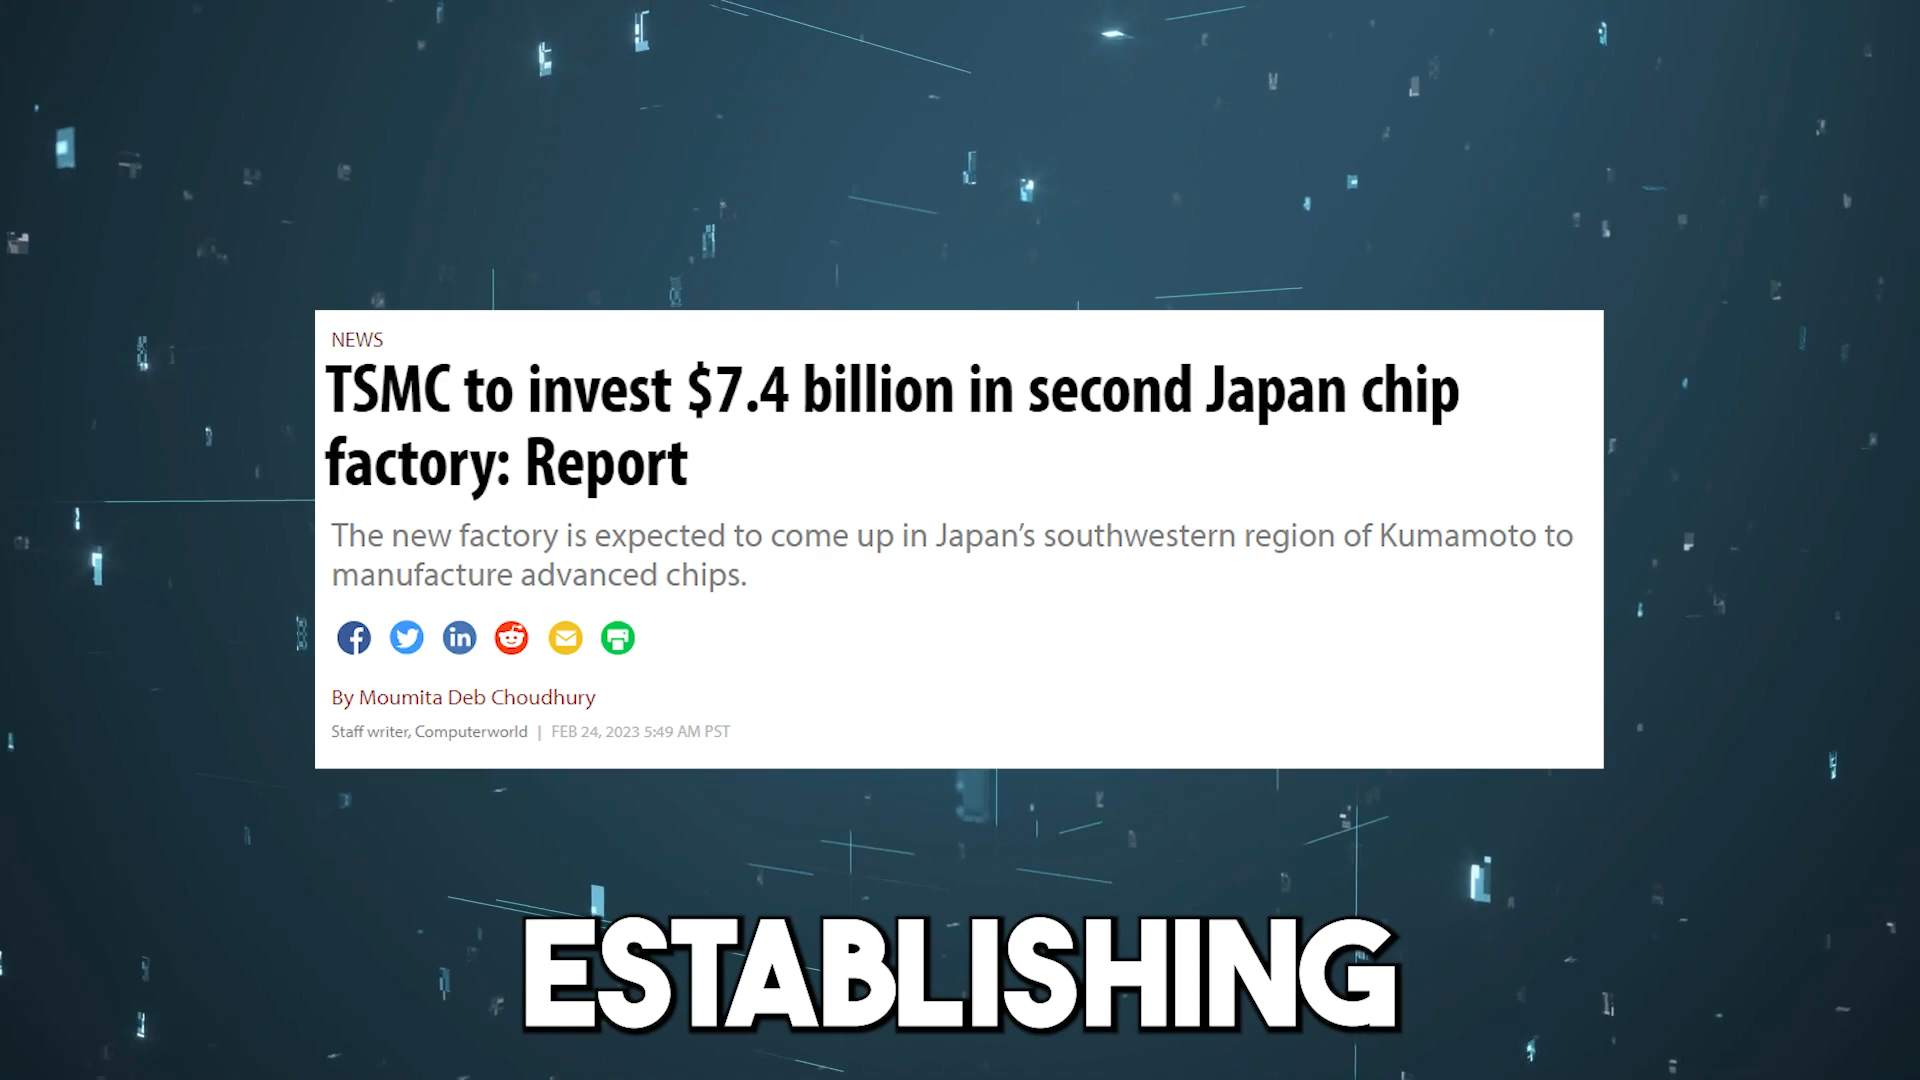 NEWS
TSMC to invest $7.4 billion in second Japan chip
factory: Report
The new factory is expected to come up in Japan’s southwestern region of Kumamoto to
manufacture advanced chips.
By Moumita Deb Choudhury
Staff writer, Computerworld | FEB 24, 2023 5:49 AM PST
ESTABLISHING